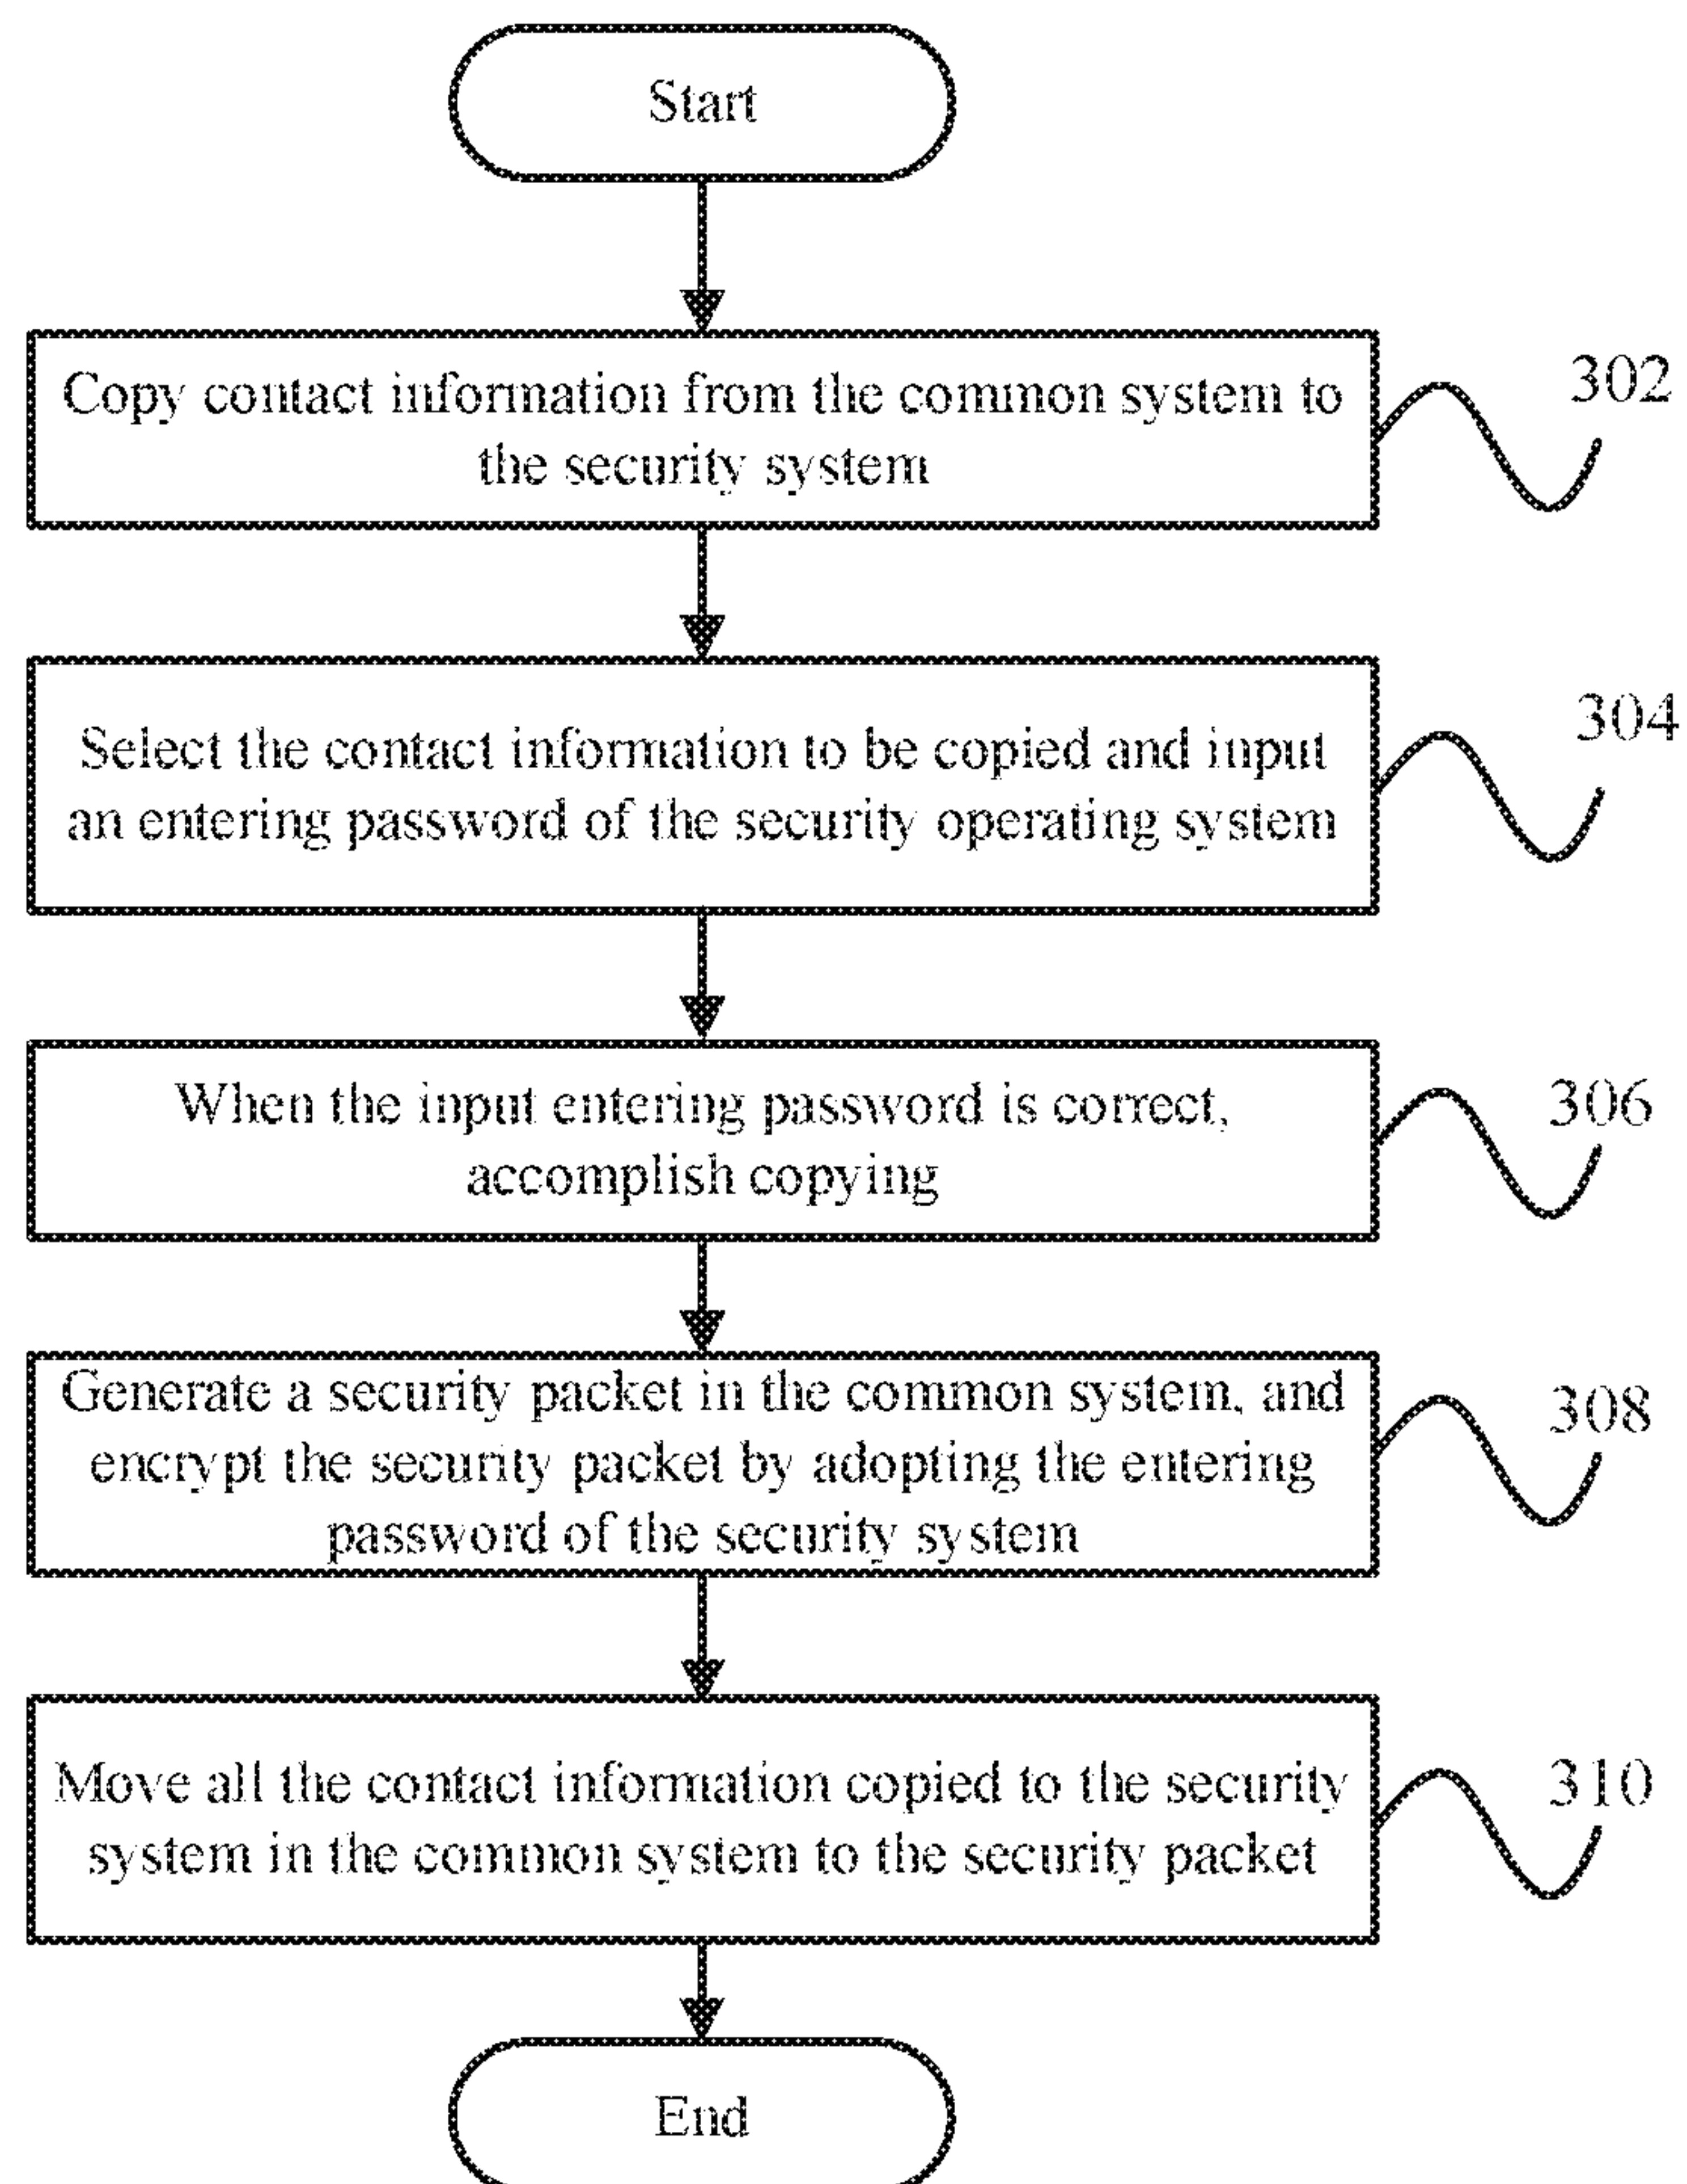 Start
Copy contact information from the common system to
the security system
302
Select the contact information to be copied and input
an entering password of the security operating system
304
When the input entering password is correct,
accomplish copying
306
Generate a security packet in the common system, and
encrypt the security packet by adopting the entering
password of the security system
308
Move all the contact information copied to the security
system in the common system to the security packet
310
End